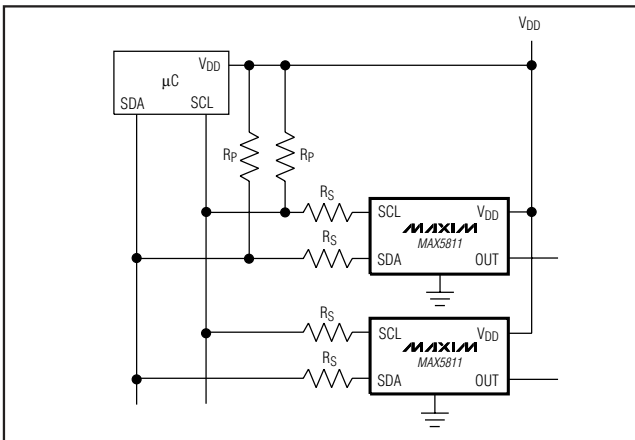 VDD
µC
VDD
SDA
SCL
RP
RP
RS
SCL
VDD
MAXIM
MAX5811
RS
SDA
OUT
RS
SCL
VDD
MAXIM
MAX5811
RS
SDA
OUT